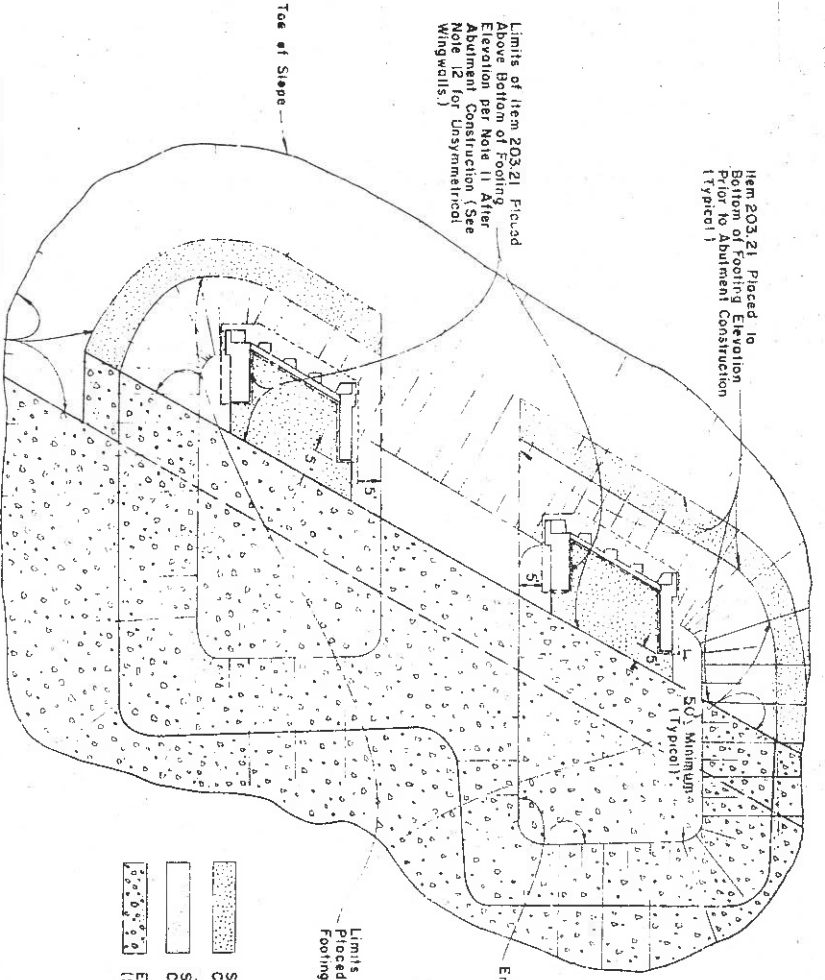 Item 203.21 Placed to
Bottom of Footing Elevation
Prior to Abutment Construction
(Typical)
Limits of Item 203.21 Placed
Above Bottom of Footing
Elevation per Note 11 After
Abutment Construction (See
Note 12 for Unsymmetrical
Wingwalls.)
Toe of Slope
5'
5'
5'
5'
50' Minimum
(Typical)
Limits
Placed
Footing